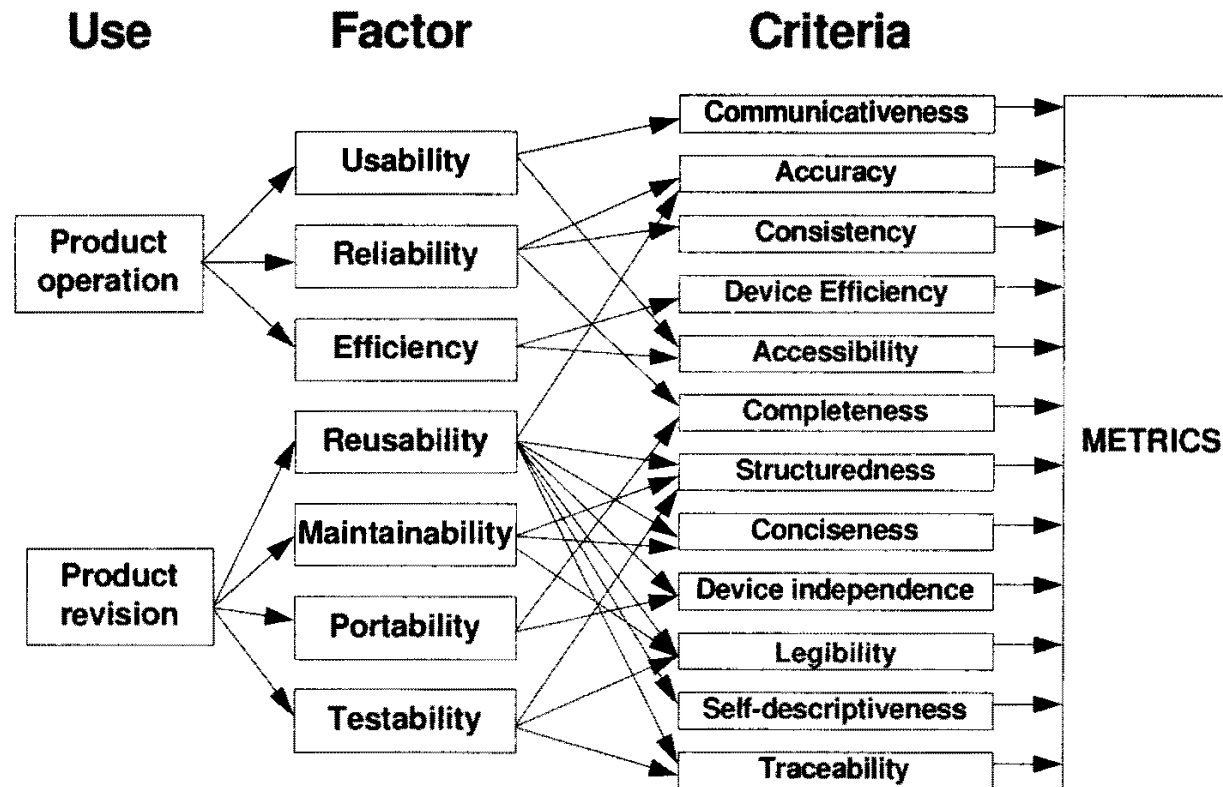 Use Factor Criteria
Communicativeness
Usability
Accuracy
Product
operation
Reliability
Consistency
Device Efficiency
Efficiency
Accessibility
Completeness
Reusability
METRICS
Structuredness
Maintainability
Conciseness
Product
revision
Device independence
Portability
Legibility
Testability
Self-descriptiveness
Traceability